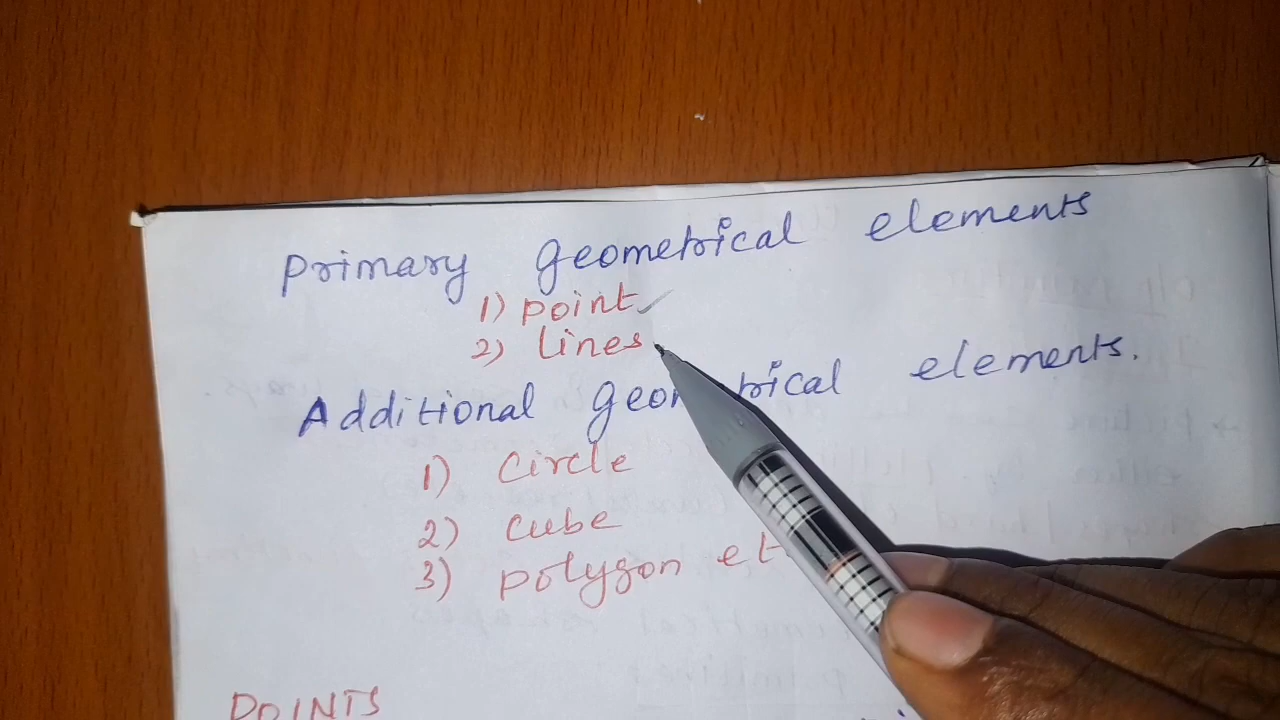 Primary geometrical elements
1) point
2) lines
Additional elements.
1) Circle
2) Cube
3) polygon
POINTS